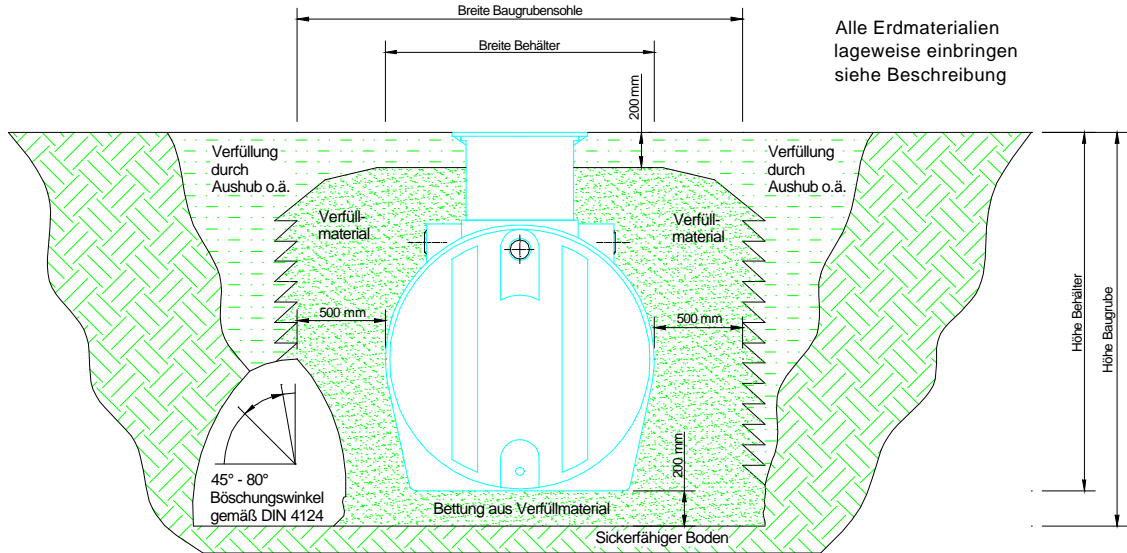 Breite Baugrubensohle
Alle Erdmaterialien
lageweise einbringen
siehe Beschreibung
Breite Behälter
200 mm
Verfüllung
durch
Aushub o.ä.
Verfüllung
durch
Aushub o.ä.
Verfüll-
material
Verfüll-
material
500 mm
500 mm
Höhe Behälter
Höhe Baugrube
45° - 80°
Böschungswinkel
gemäß DIN 4124
200 mm
Bettung aus Verfüllmaterial
Sickerfähiger Boden